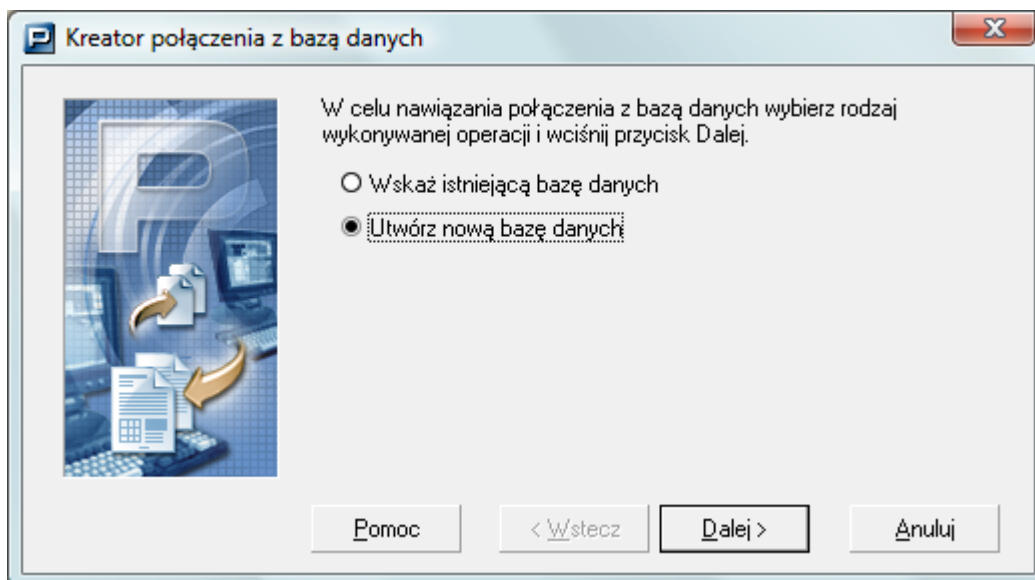 Kreator połączenia z bazą danych
W celu nawiązania połączenia z bazą danych wybierz rodzaj
wykonywanej operacji i wciśnij przycisk Dalej.
Wskaż istniejącą bazę danych
Utwórz nową bazę danych
Pomoc
< Wstecz
Dalej >
Anuluj